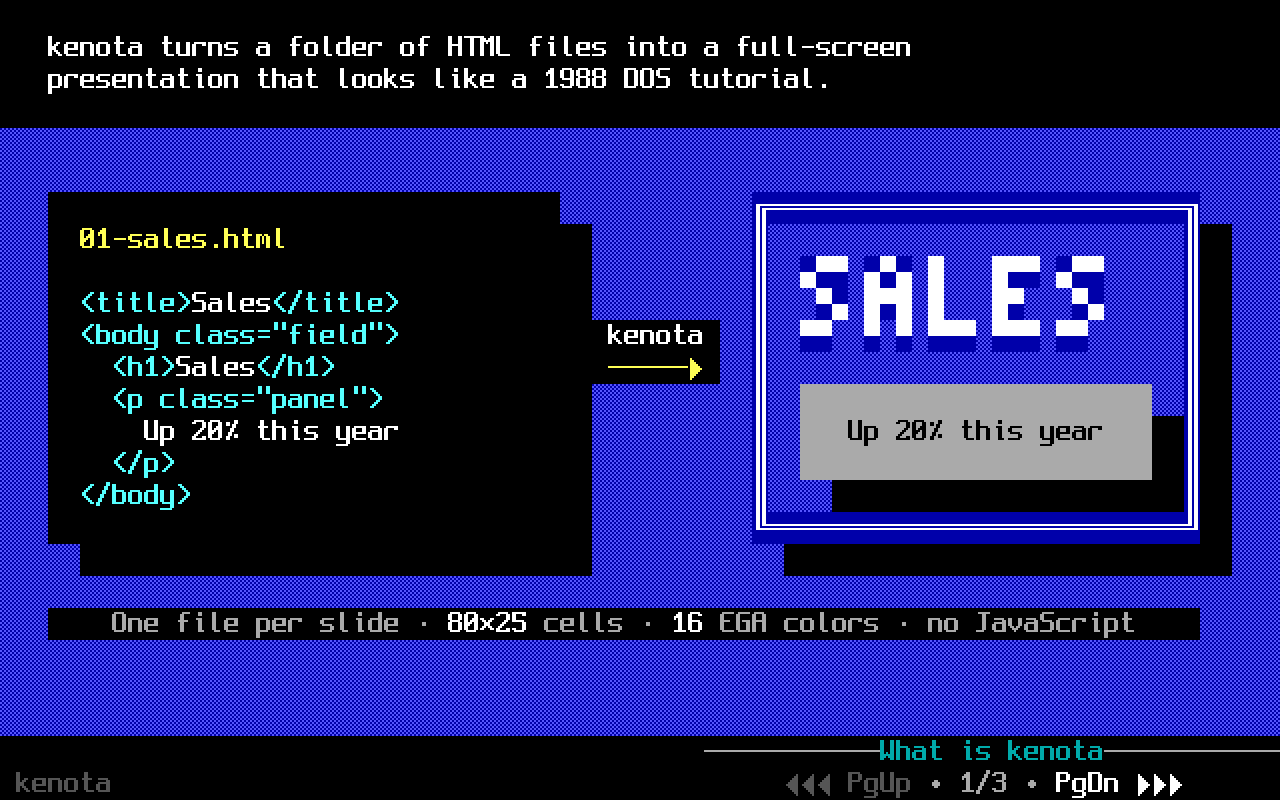 kenota turns a folder of HTML files into a full-screen
presentation that looks like a 1988 DOS tutorial.
01-sales.html
<title>Sales</title>
<body class="field">
<h1>Sales</h1>
<p class="panel">
Up 20% this year
</p>
</body>
kenota
SALES
Up 20% this year
One file per slide · 80x25 cells · 16 EGA colors · no JavaScript
What is kenota
kenota
PgUp • 1/3 • PgDn